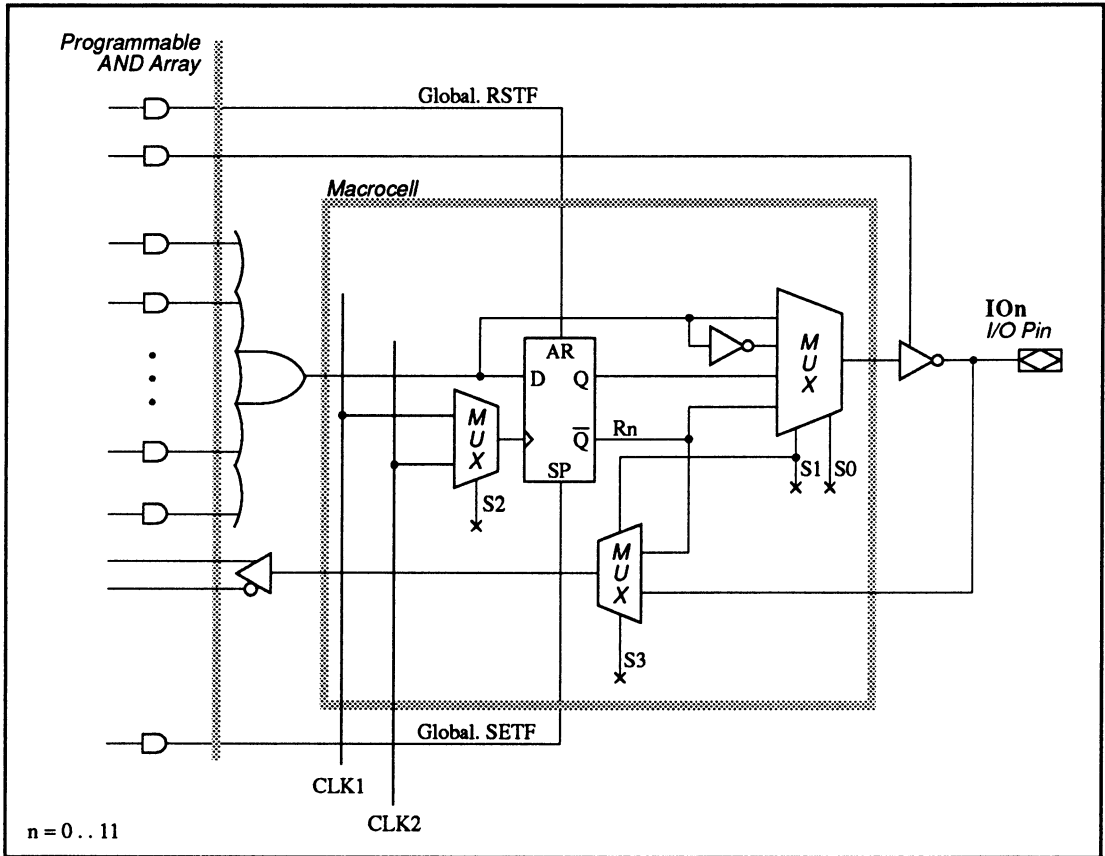 Programmable
AND Array
Global. RSTF
Macrocell
IOn
I/O Pin
AR
D
Q
Q̅
SP
Rn
MUX
MUX
MUX
S1
S0
S2
S3
Global. SETF
CLK1
CLK2
n = 0 . . 11